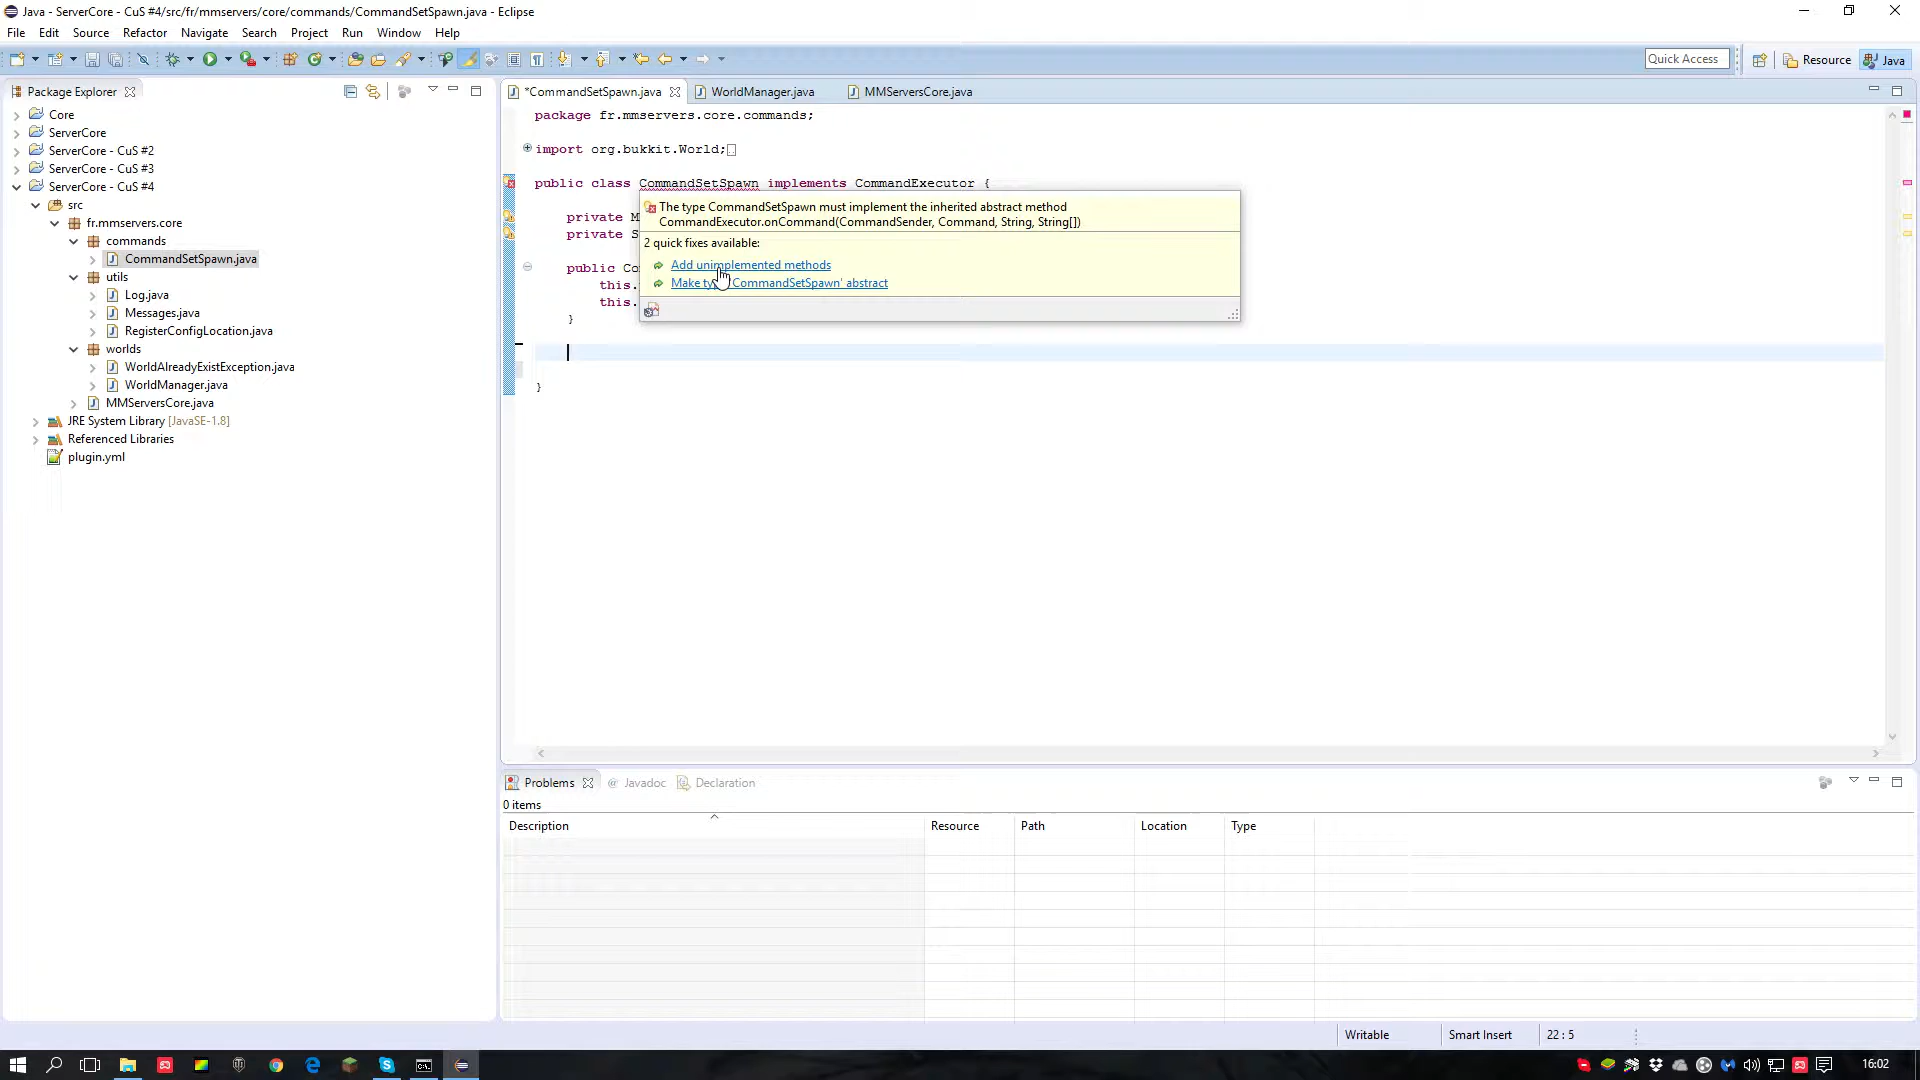 Java - ServerCore - CuS #4/src/fr/mmservers/core/commands/CommandSetSpawn.java - Eclipse
File Edit Source Refactor Navigate Search Project Run Window Help
Quick Access
Resource
Java
Package Explorer
*CommandSetSpawn.java
WorldManager.java
MMServersCore.java
Core
ServerCore
ServerCore - CuS #2
ServerCore - CuS #3
ServerCore - CuS #4
src
fr.mmservers.core
commands
CommandSetSpawn.java
utils
Log.java
Messages.java
RegisterConfigLocation.java
worlds
WorldAlreadyExistException.java
WorldManager.java
MMServersCore.java
JRE System Library [JavaSE-1.8]
Referenced Libraries
plugin.yml
package fr.mmservers.core.commands;
import org.bukkit.World;
public class CommandSetSpawn implements CommandExecutor {
private M
private S
public Co
this.
this.
}
}
The type CommandSetSpawn must implement the inherited abstract method
CommandExecutor.onCommand(CommandSender, Command, String, String[])
2 quick fixes available:
Add unimplemented methods
Make 'CommandSetSpawn' abstract
Problems
@ Javadoc
Declaration
0 items
Description Resource Path Location Type
Writable
Smart Insert
22 : 5
16:02